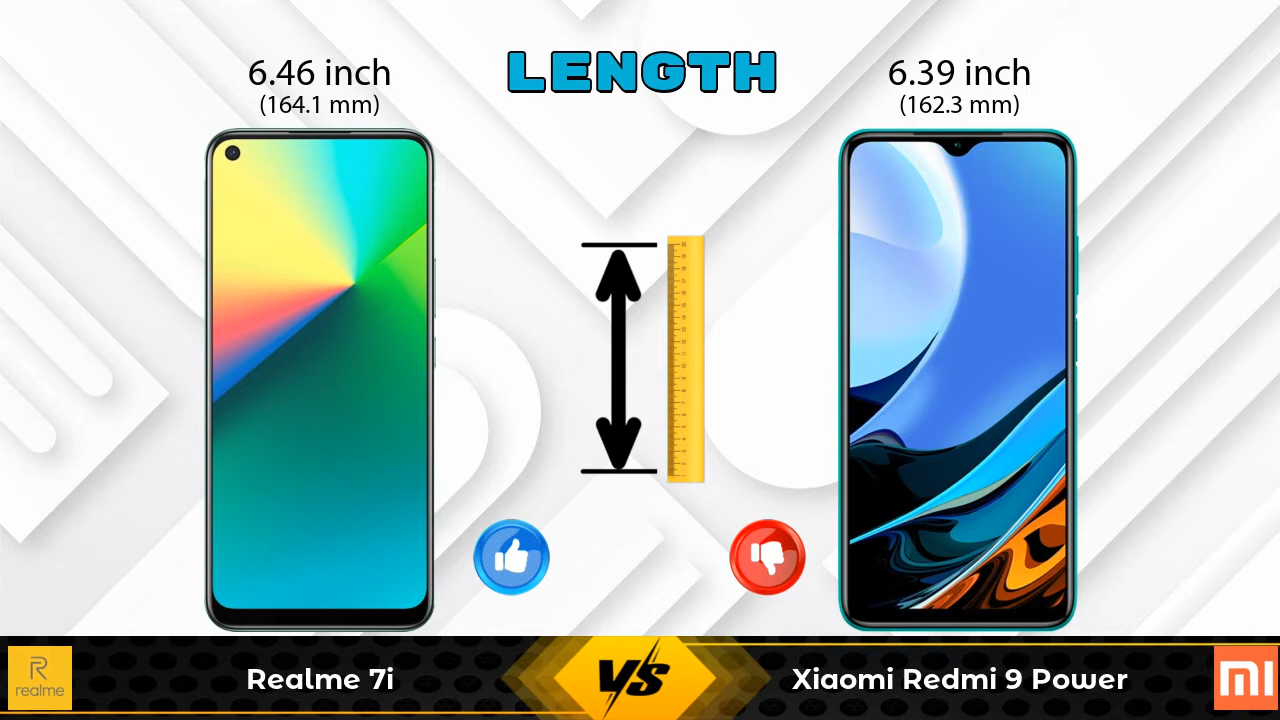 LENGTH
6.46 inch
(164.1 mm)
6.39 inch
(162.3 mm)
R
realme
Realme 7i
VS
Xiaomi Redmi 9 Power
MI